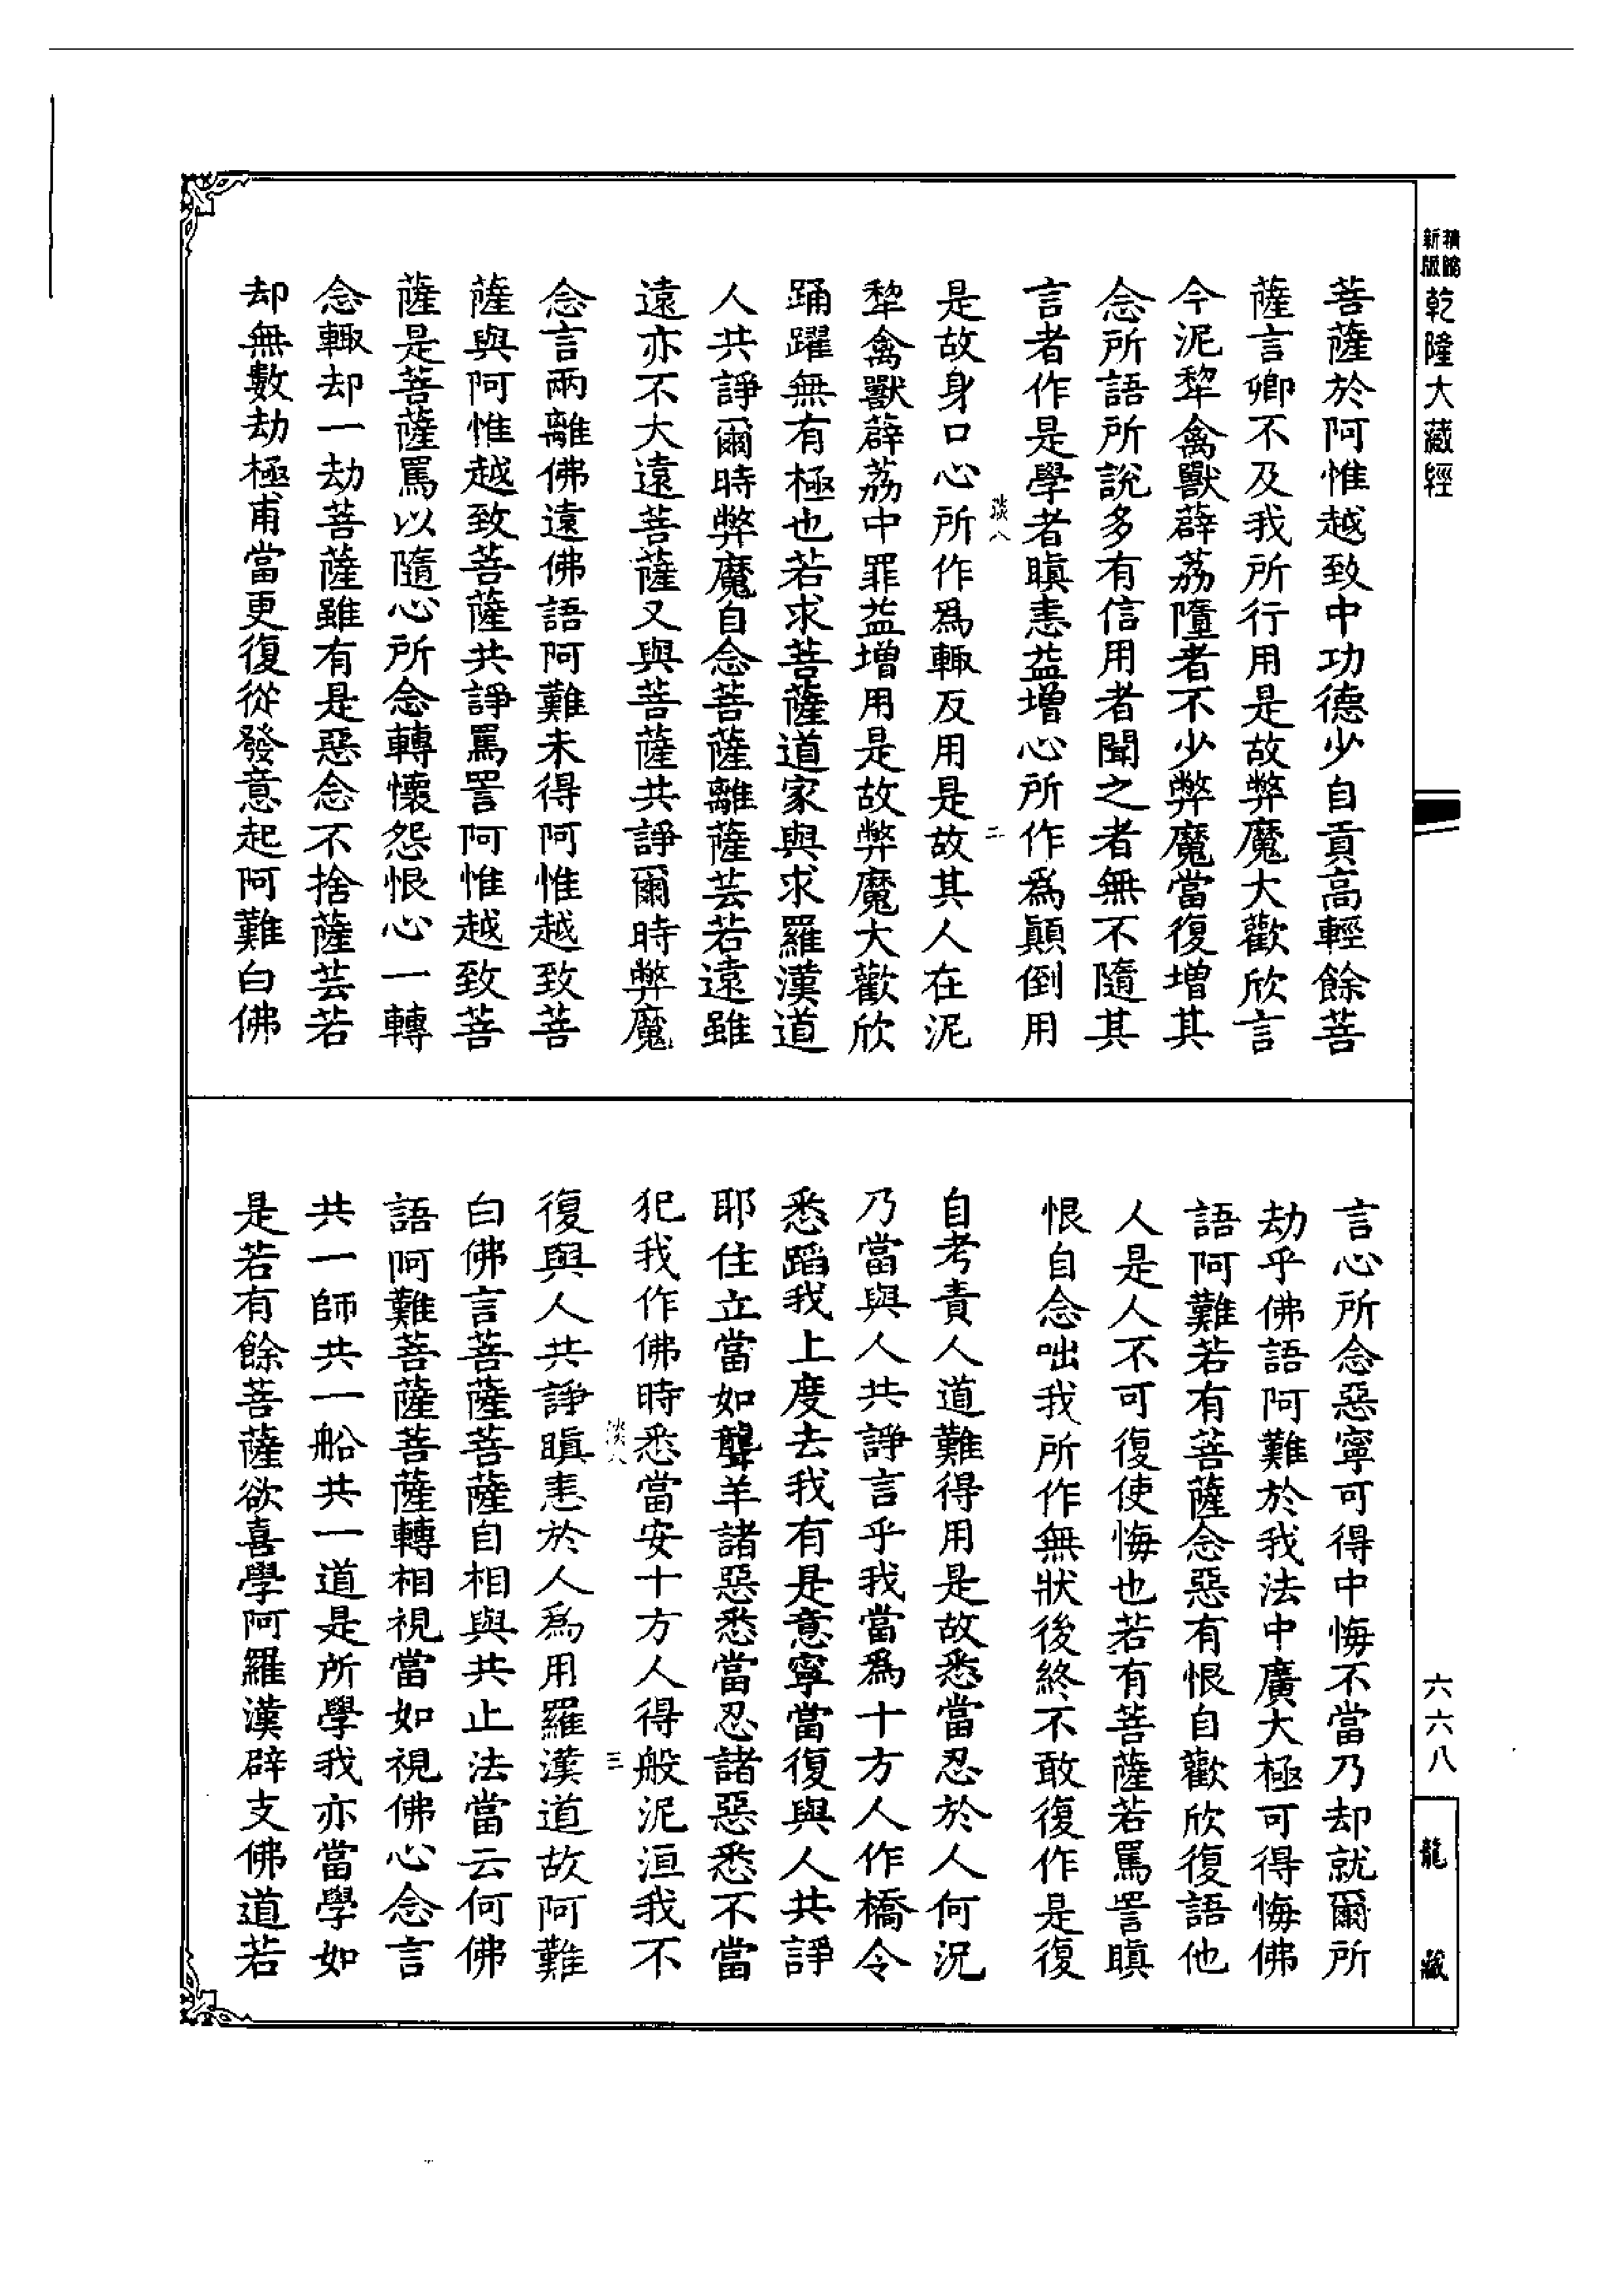 精縮
新版
乾隆大藏經
菩薩於阿惟越致中功德少自貢高輕餘菩
薩言卿不及我所行用是故弊魔大歡欣言
今泥犂禽獸薜荔墮者不少弊魔當復增其
念所語所說多有信用者聞之者無不隨其
言者作是學者瞋恚益增心所作爲顛倒用
淡八
二
是故身口心所作爲輙反用是故其人在泥
犂禽獸薜荔中罪益增用是故弊魔大歡欣
踊躍無有極也若求菩薩道家與求羅漢道
人共諍爾時弊魔自念菩薩離薩芸若遠雖
遠亦不大遠菩薩又與菩薩共諍爾時弊魔
念言兩離佛遠佛語阿難未得阿惟越致菩
薩與阿惟越致菩薩共諍罵詈阿惟越致菩
薩是菩薩罵以隨心所念轉懷怨恨心一轉
念輙却一劫菩薩雖有是惡念不捨薩芸若
却無數劫極甫當更復從發意起阿難白佛
言心所念惡寧可得中悔不當乃却就爾所
劫乎佛語阿難於我法中廣大極可得悔佛
語阿難若有菩薩念惡有恨自歡欣復語他
人是人不可復使悔也若有菩薩若罵詈瞋
恨自念咄我所作無狀後終不敢復作是復
自考責人道難得用是故悉當忍於人何況
乃當與人共諍言乎我當爲十方人作橋令
悉蹈我上度去我有是意寧當復與人共諍
耶住立當如聾羊諸惡悉當忍諸惡悉不當
犯我作佛時悉當安十方人得般泥洹我不
淡八
三
復與人共諍瞋恚於人爲用羅漢道故阿難
白佛言菩薩菩薩自相與共止法當云何佛
語阿難菩薩菩薩轉相視當如視佛心念言
共一師共一船共一道是所學我亦當學如
是若有餘菩薩欲喜學阿羅漢辟支佛道若
六六八
龍藏